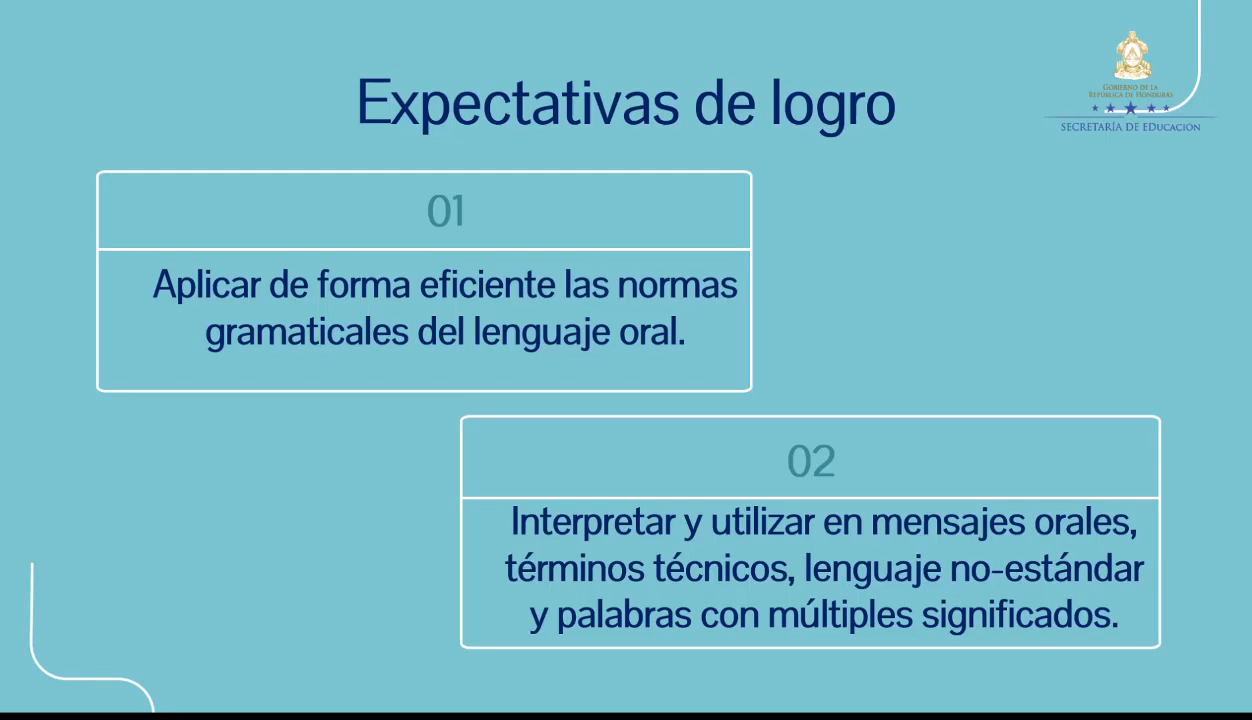 Expectativas de logro
GOBIERNO DE LA
REPÚBLICA DE HONDURAS
SECRETARÍA DE EDUCACIÓN
01
Aplicar de forma eficiente las normas
gramaticales del lenguaje oral.
02
Interpretar y utilizar en mensajes orales,
términos técnicos, lenguaje no-estándar
y palabras con múltiples significados.